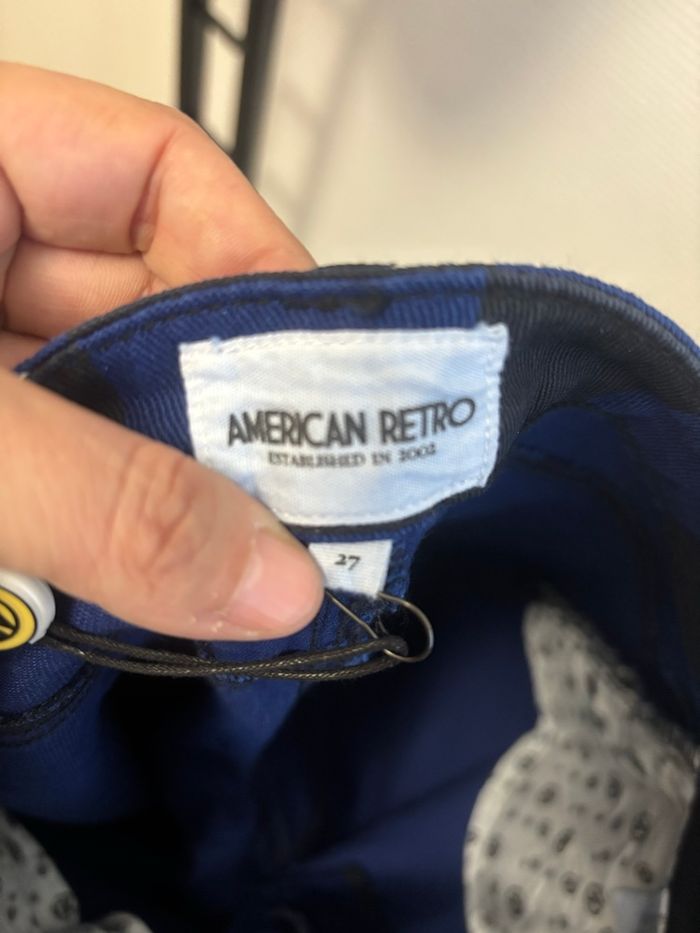 AMERICAN RETRO
ESTABLISHED IN 2002
27